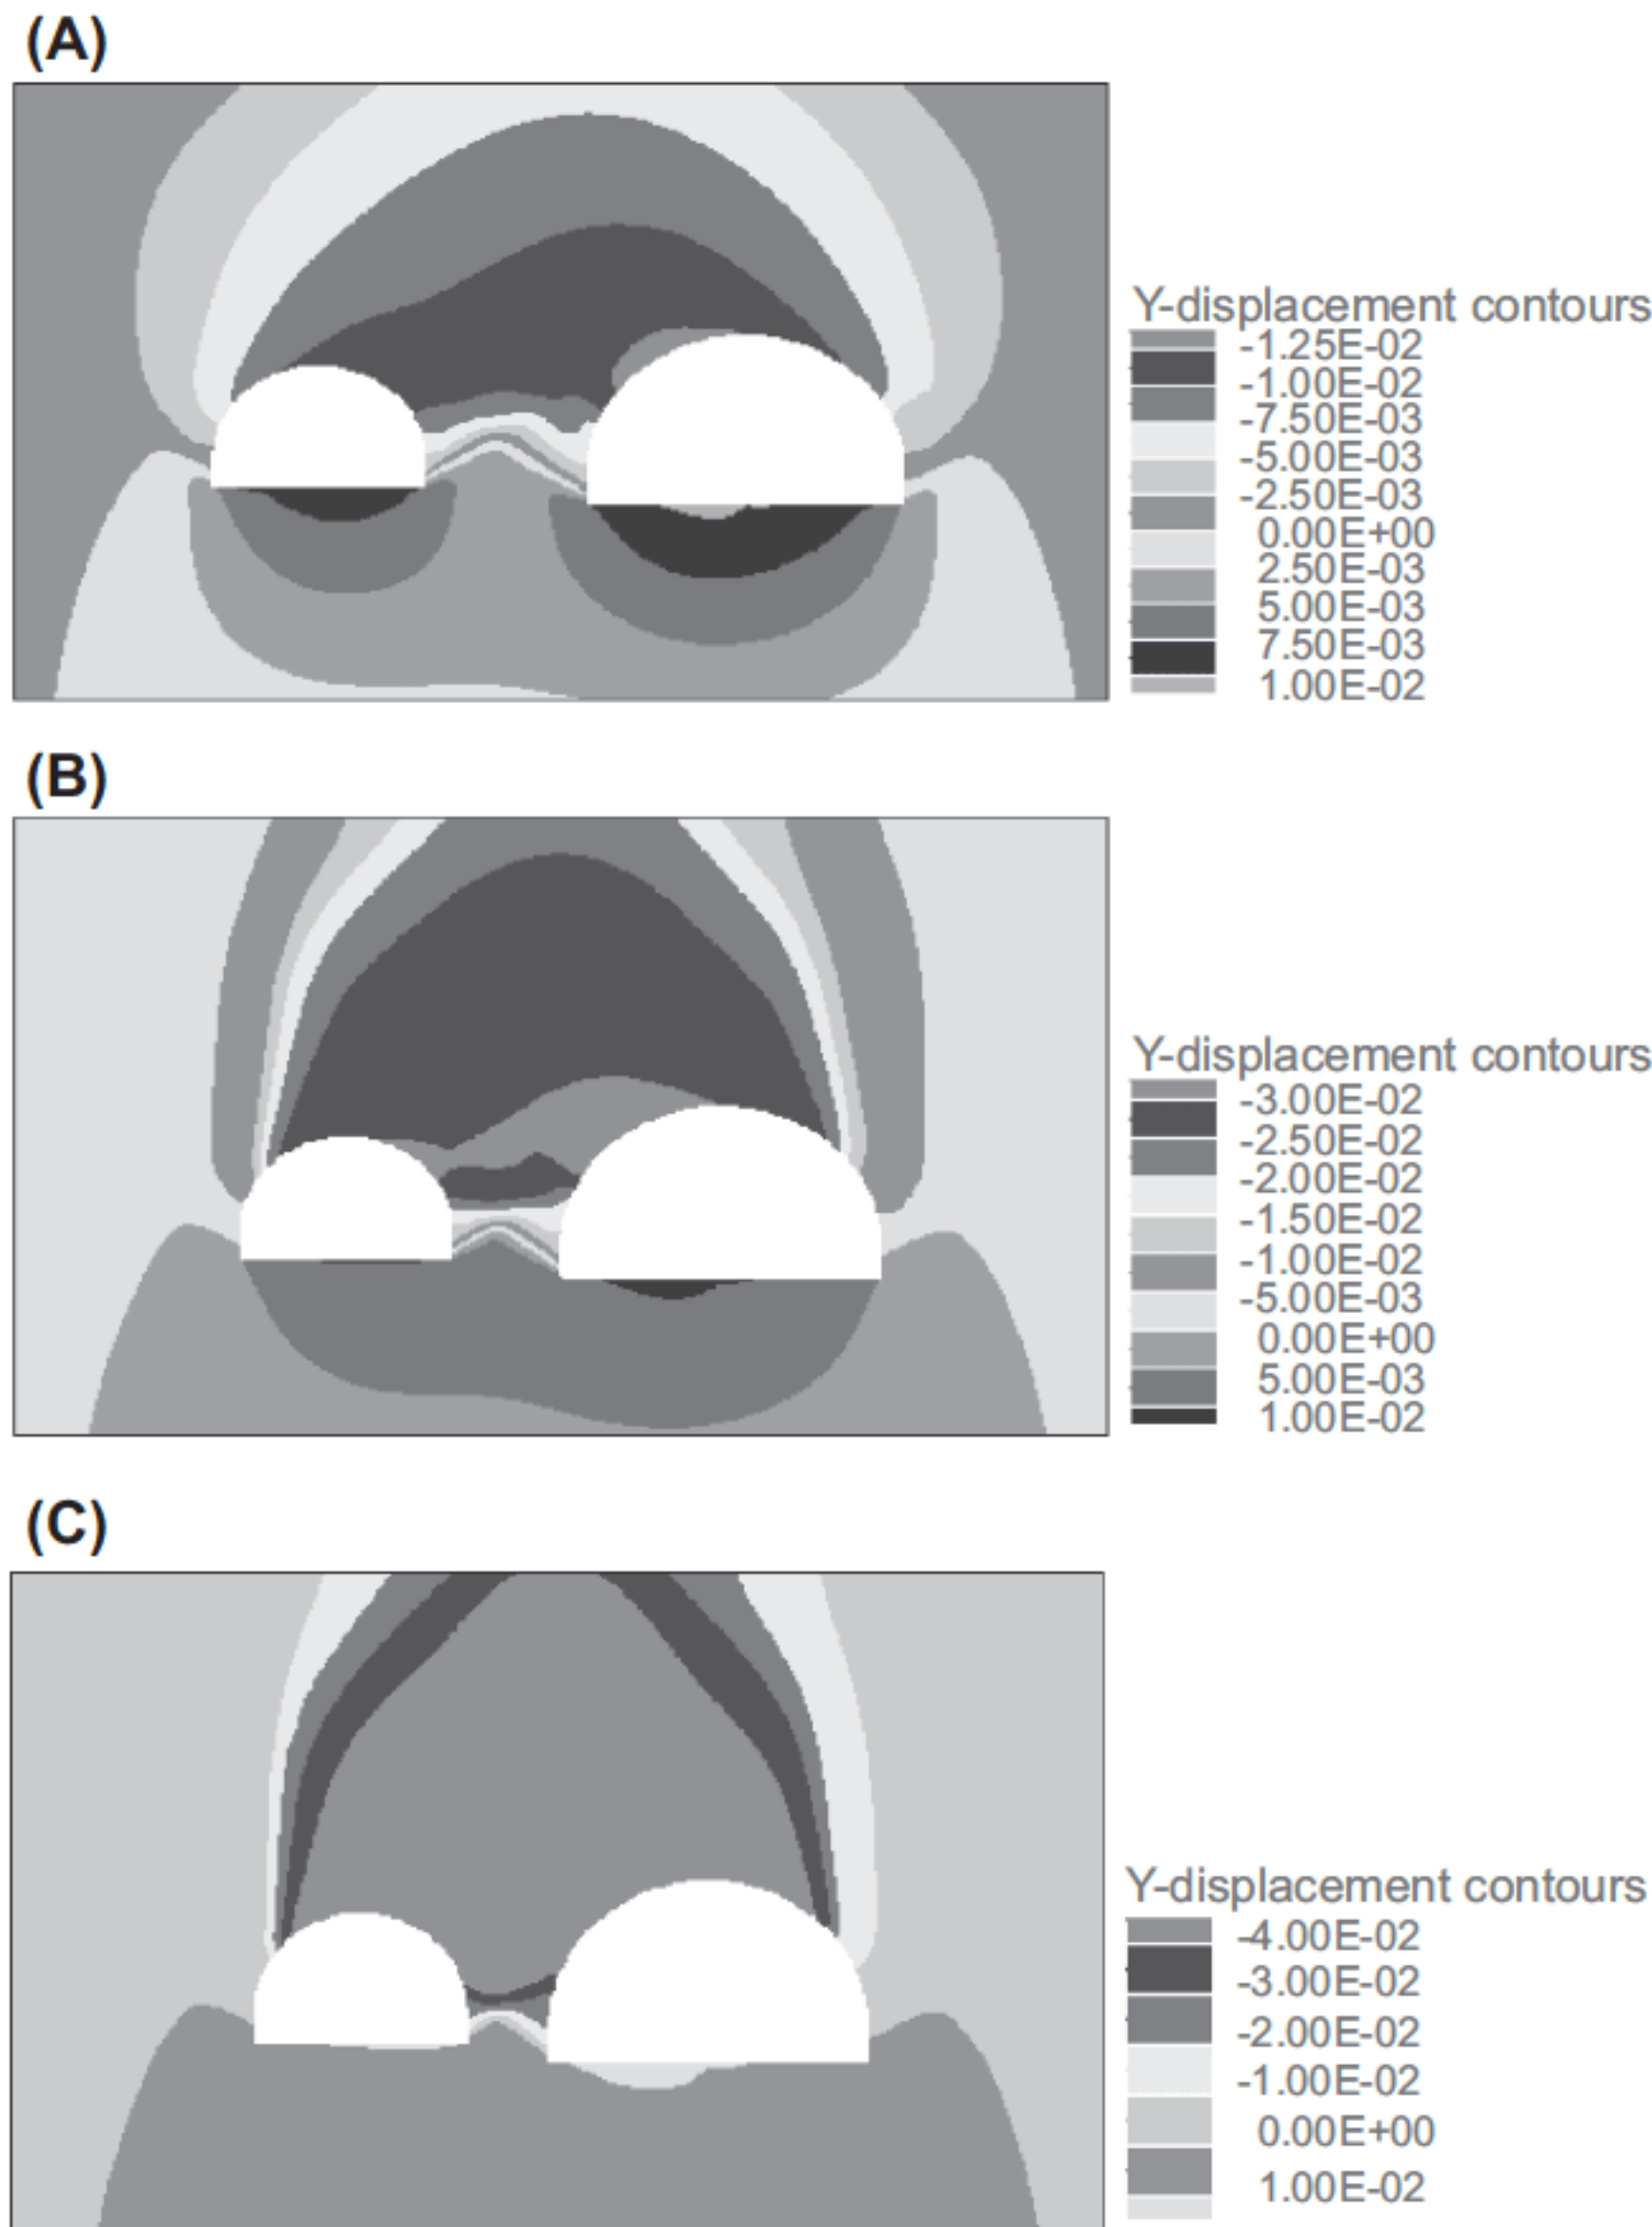 (A)
Y-displacement contours
-1.25E-02
-1.00E-02
-7.50E-03
-5.00E-03
-2.50E-03
0.00E+00
2.50E-03
5.00E-03
7.50E-03
1.00E-02
(B)
Y-displacement contours
-3.00E-02
-2.50E-02
-2.00E-02
-1.50E-02
-1.00E-02
-5.00E-03
0.00E+00
5.00E-03
1.00E-02
(C)
Y-displacement contours
-4.00E-02
-3.00E-02
-2.00E-02
-1.00E-02
0.00E+00
1.00E-02